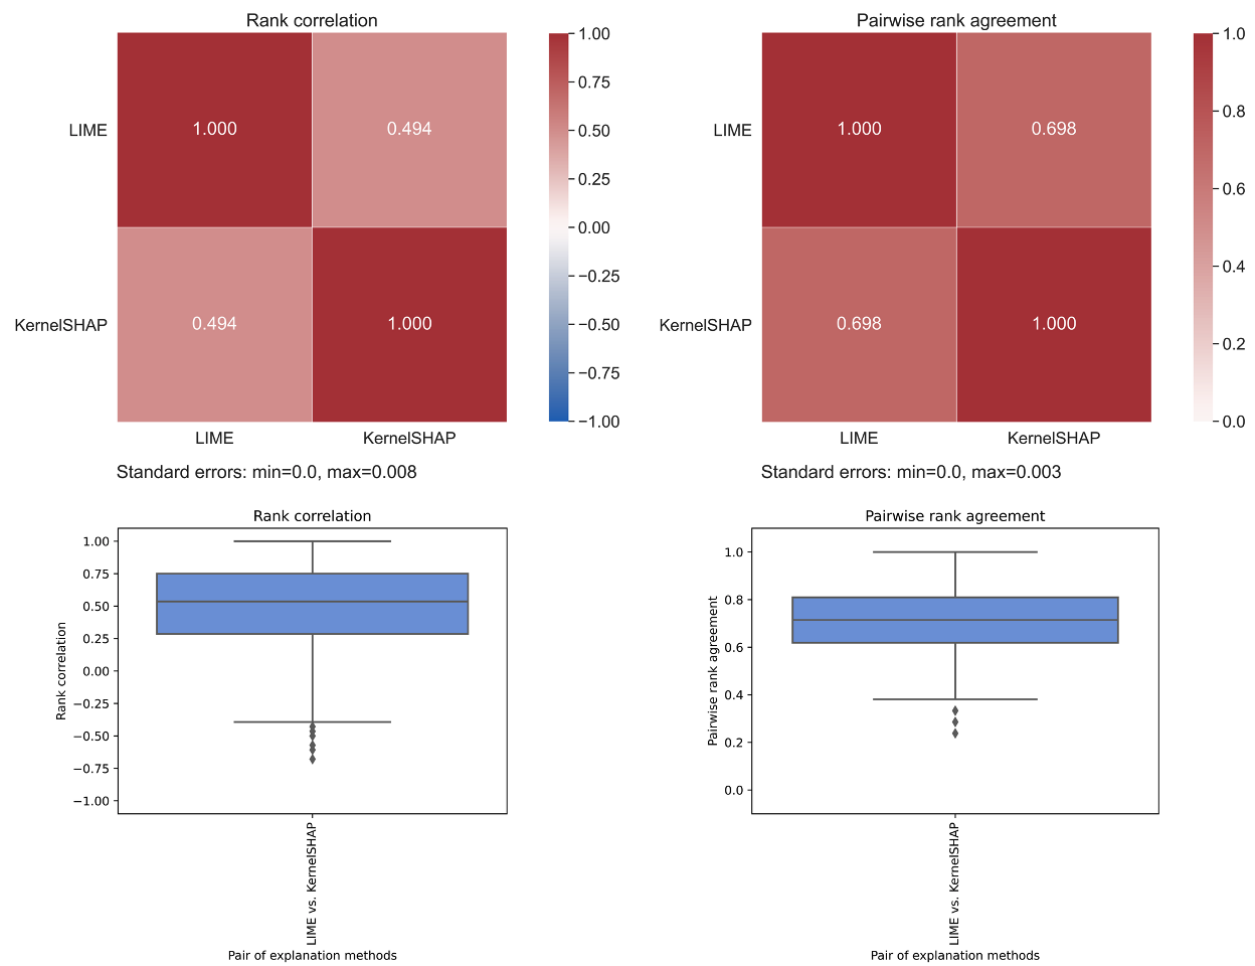 Rank correlation
LIME
KernelSHAP
1.000
0.494
0.494
1.000
LIME
KernelSHAP
1.00
0.75
0.50
0.25
0.00
−0.25
−0.50
−0.75
−1.00
Standard errors: min=0.0, max=0.008
Pairwise rank agreement
LIME
KernelSHAP
1.000
0.698
0.698
1.000
LIME
KernelSHAP
1.0
0.8
0.6
0.4
0.2
0.0
Standard errors: min=0.0, max=0.003
Rank correlation
Rank correlation
1.00
0.75
0.50
0.25
0.00
−0.25
−0.50
−0.75
−1.00
LIME vs. KernelSHAP
Pair of explanation methods
Pairwise rank agreement
Pairwise rank agreement
1.0
0.8
0.6
0.4
0.2
0.0
LIME vs. KernelSHAP
Pair of explanation methods